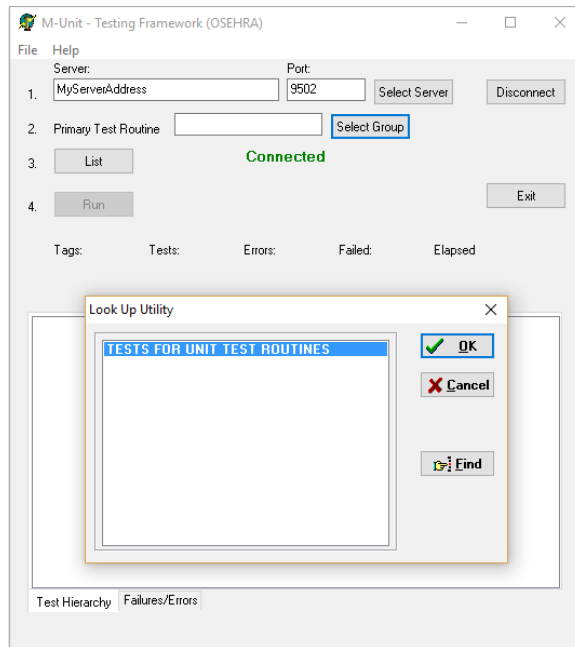 M-Unit - Testing Framework (OSEHRA)
File Help
Server: Port:
1. MyServerAddress 9502 Select Server Disconnect
2. Primary Test Routine Select Group
3. List Connected
Exit
4. Run
Tags: Tests: Errors: Failed: Elapsed
Look Up Utility
TESTS FOR UNIT TEST ROUTINES
OK
Cancel
Find
Test Hierarchy Failures/Errors